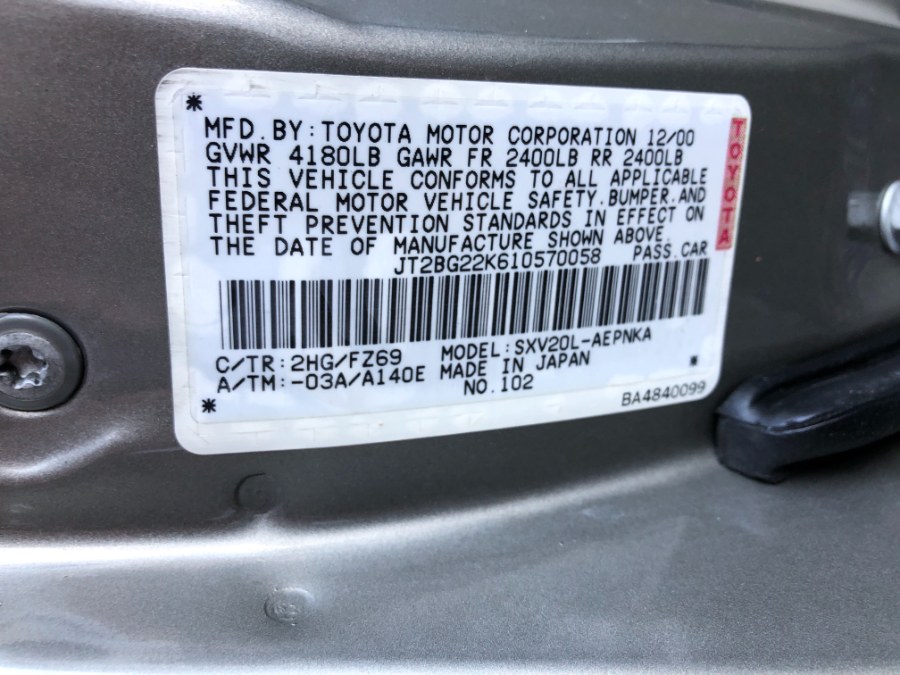 MFD.BY:TOYOTA MOTOR CORPORATION 12/00
GVWR 4180LB GAWR FR 2400LB RR 2400LB
THIS VEHICLE CONFORMS TO ALL APPLICABLE
FEDERAL MOTOR VEHICLE SAFETY.BUMPER.AND
THEFT PREVENTION STANDARDS IN EFFECT ON
THE DATE OF MANUFACTURE SHOWN ABOVE.
JT2BG22K610570058 PASS.CAR
TOYOTA
C/TR:2HG/FZ69 MODEL:SXV20L-AEPNKA
A/TM:-03A/A140E MADE IN JAPAN
NO.102
BA4840099